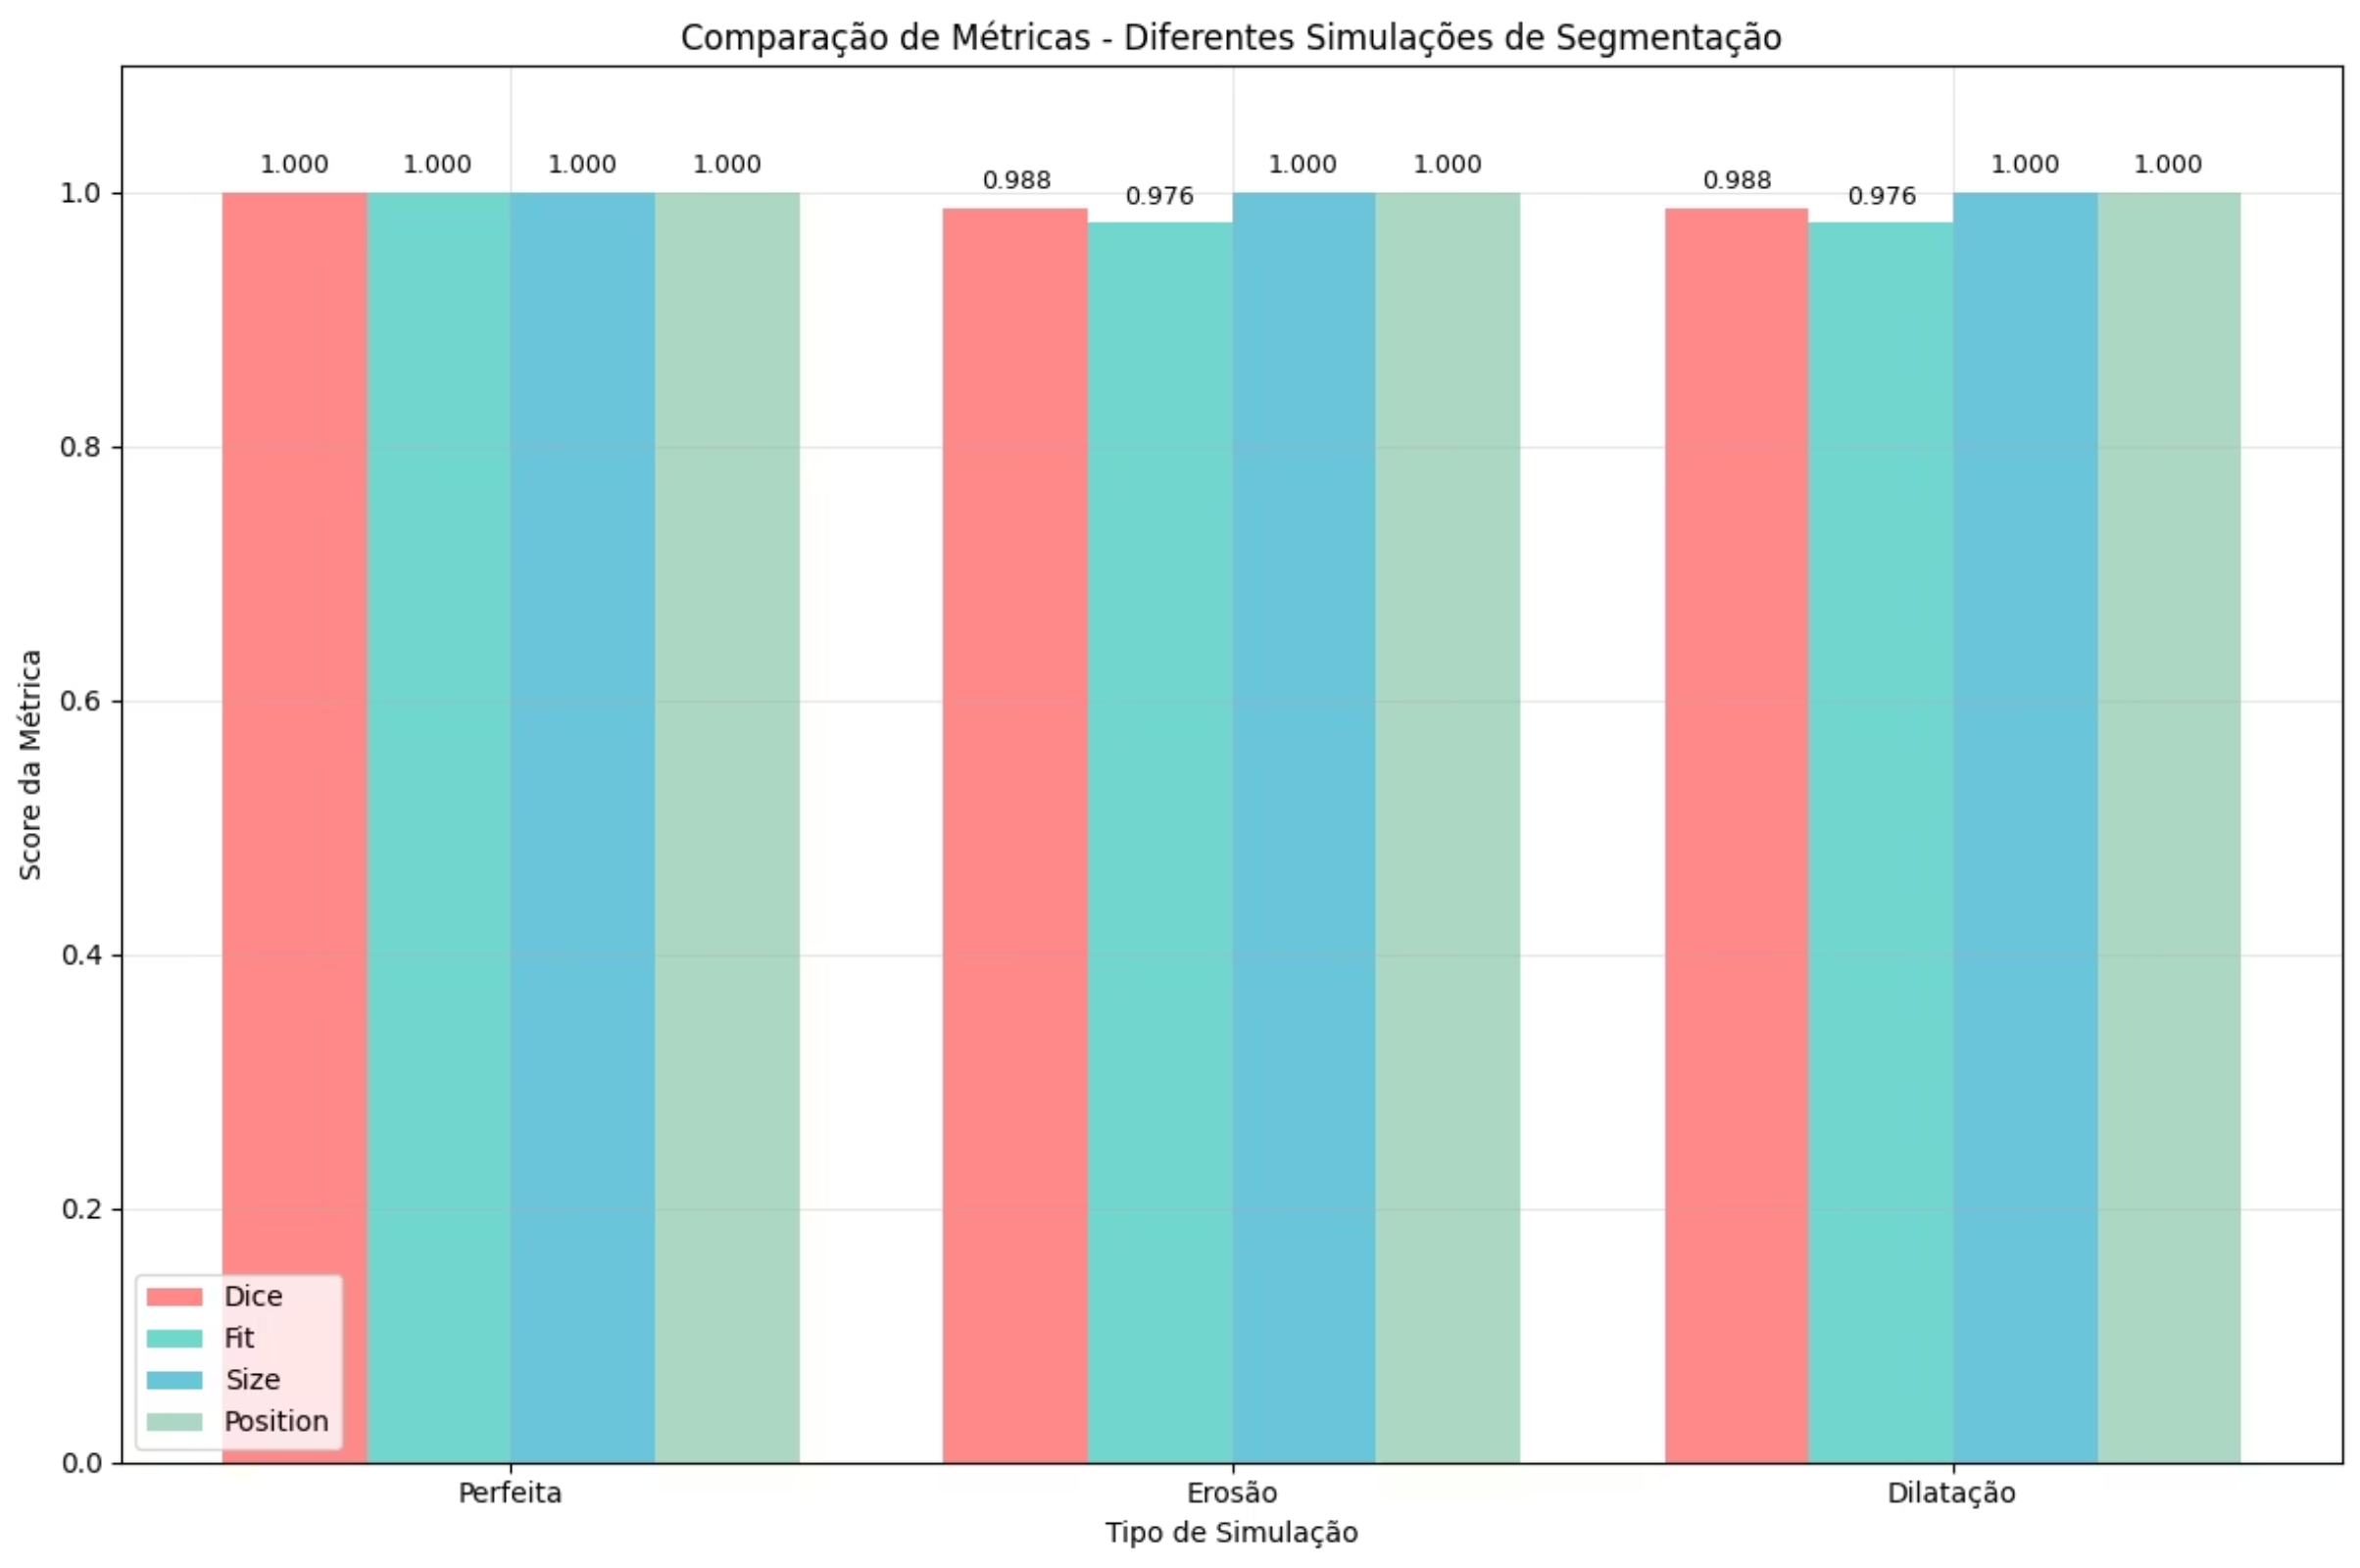 Comparação de Métricas - Diferentes Simulações de Segmentação
1.000 1.000 1.000 1.000 0.988 0.976 1.000 1.000 0.988 0.976 1.000 1.000
1.0
0.8
0.6
0.4
0.2
0.0
Score da Métrica
Dice
Fit
Size
Position
Perfeita Erosão Dilatação
Tipo de Simulação